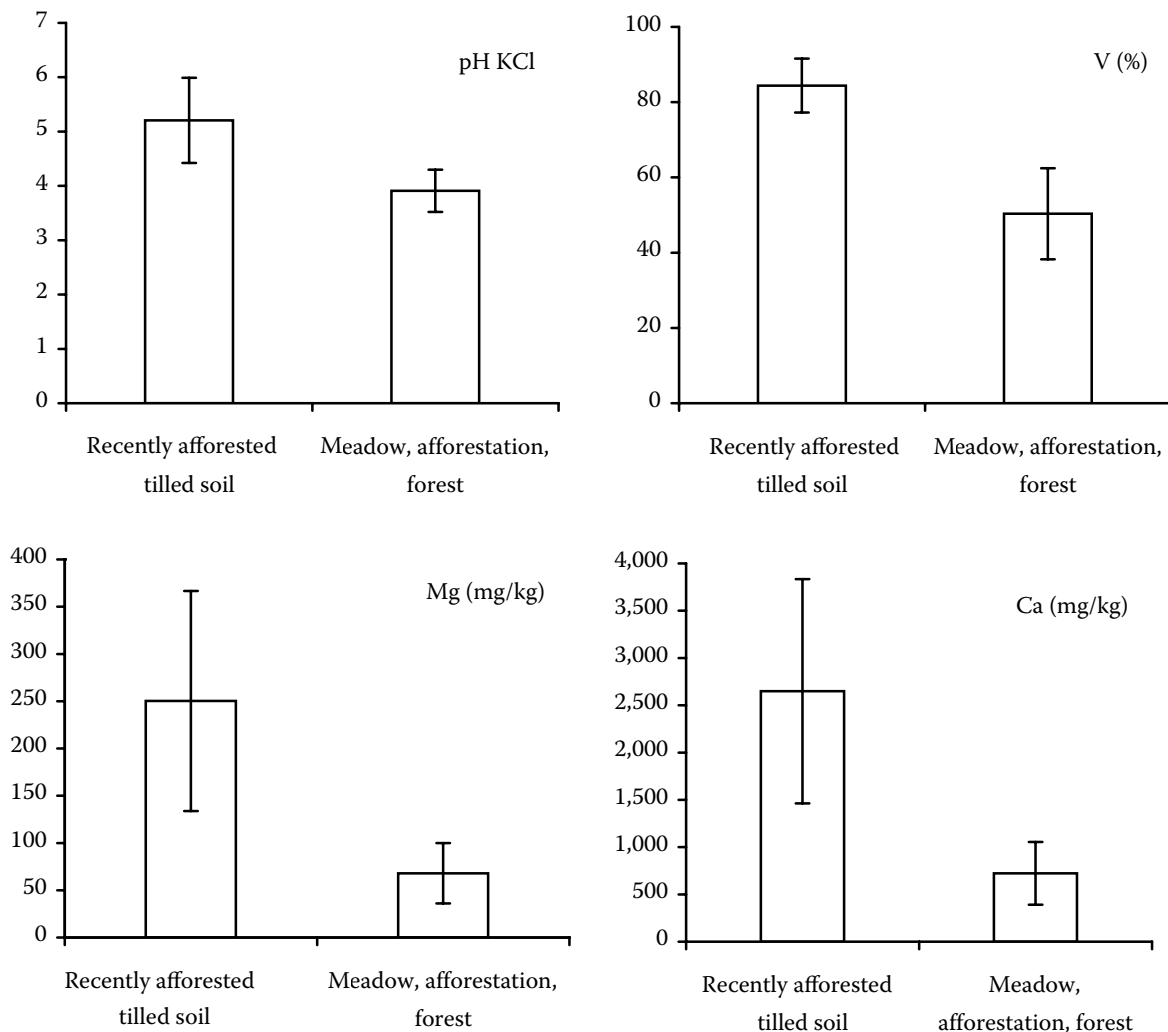 pH KCl
7
6
5
4
3
2
1
0
Recently afforested
tilled soil
Meadow, afforestation,
forest
V (%)
100
80
60
40
20
0
Recently afforested
tilled soil
Meadow, afforestation,
forest
Mg (mg/kg)
400
350
300
250
200
150
100
50
0
Recently afforested
tilled soil
Meadow, afforestation,
forest
Ca (mg/kg)
4,000
3,500
3,000
2,500
2,000
1,500
1,000
500
0
Recently afforested
tilled soil
Meadow,
afforestation, forest